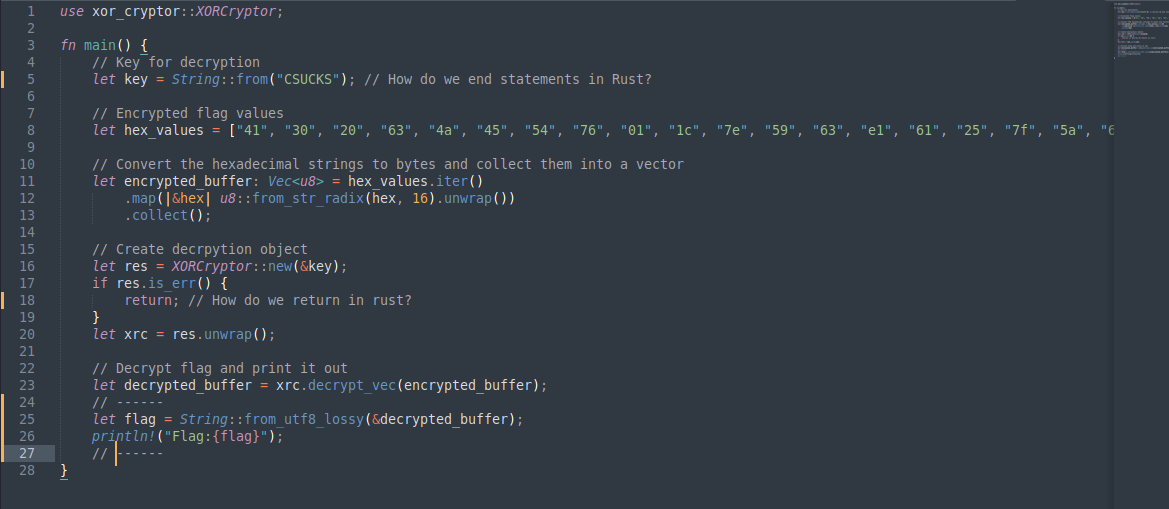 1 use xor_cryptor::XORCryptor;
2
3 fn main() {
4 // Key for decryption
5 let key = String::from("CSUCKS"); // How do we end statements in Rust?
6
7 // Encrypted flag values
8 let hex_values = ["41", "30", "20", "63", "4a", "45", "54", "76", "01", "1c", "7e", "59", "63", "e1", "61", "25", "7f", "5a", "6
9
10 // Convert the hexadecimal strings to bytes and collect them into a vector
11 let encrypted_buffer: Vec<u8> = hex_values.iter()
12 .map(|&hex| u8::from_str_radix(hex, 16).unwrap())
13 .collect();
14
15 // Create decrpytion object
16 let res = XORCryptor::new(&key);
17 if res.is_err() {
18 return; // How do we return in rust?
19 }
20 let xrc = res.unwrap();
21
22 // Decrypt flag and print it out
23 let decrypted_buffer = xrc.decrypt_vec(encrypted_buffer);
24 // ------
25 let flag = String::from_utf8_lossy(&decrypted_buffer);
26 println!("Flag:{flag}");
27 // ------
28 }